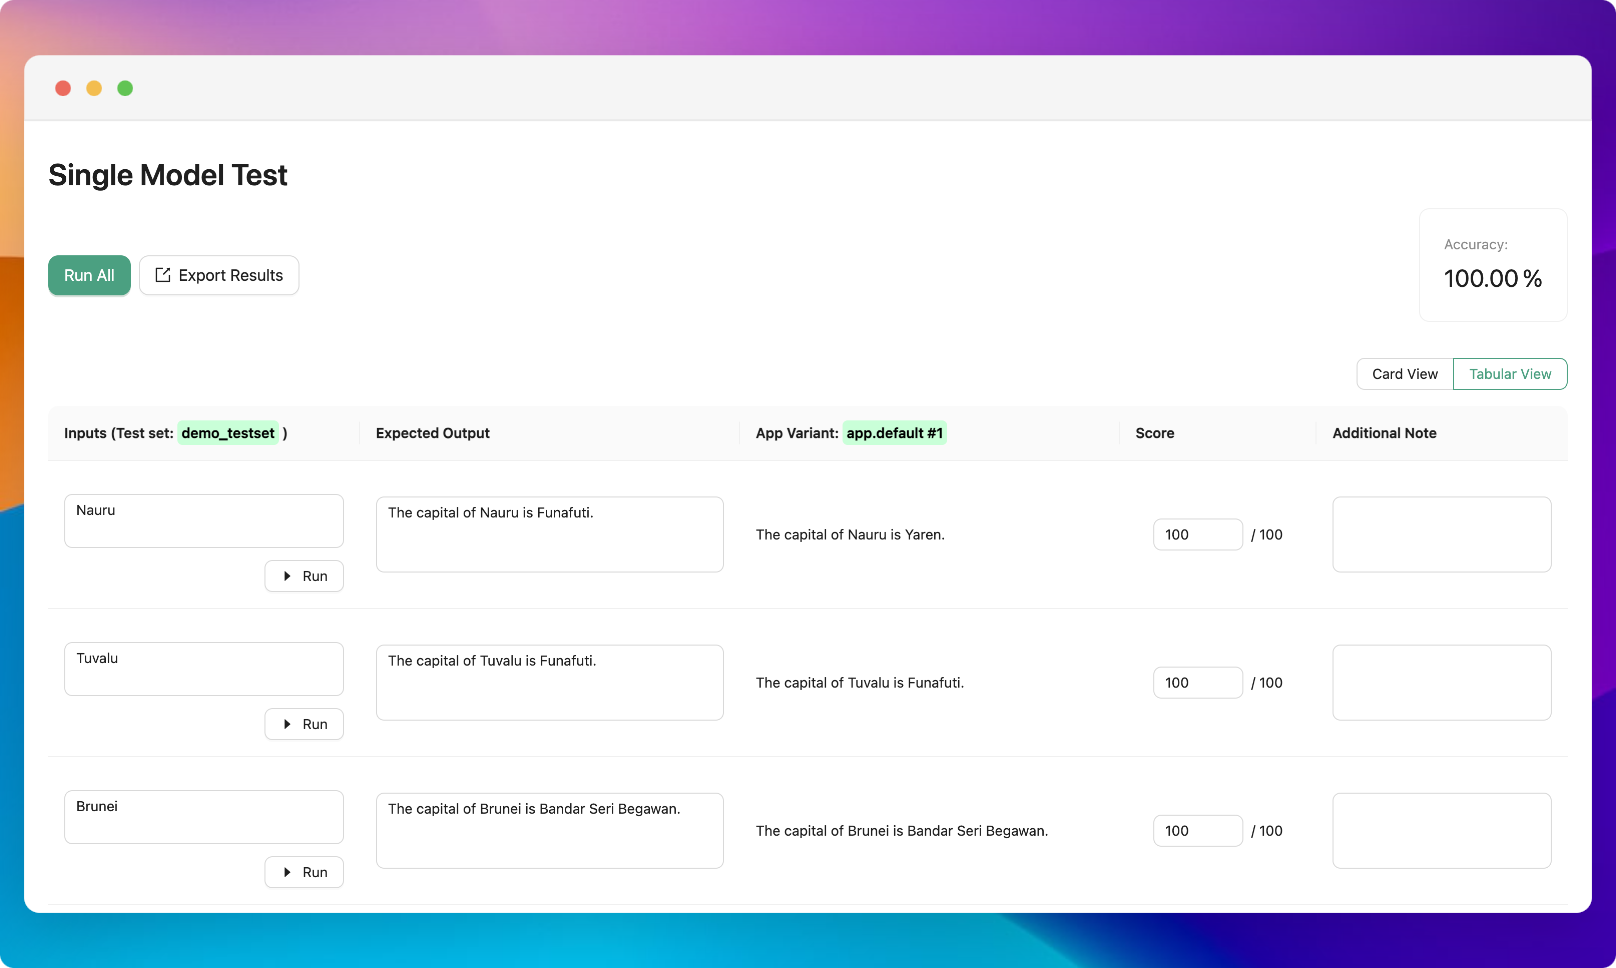 Single Model Test
Run All
Export Results
Accuracy:
100.00 %
Card View
Tabular View
Inputs (Test set: demo_testset )
Expected Output
App Variant: app.default #1
Score
Additional Note
Nauru
The capital of Nauru is Funafuti.
The capital of Nauru is Yaren.
100 / 100
Run
Tuvalu
The capital of Tuvalu is Funafuti.
The capital of Tuvalu is Funafuti.
100 / 100
Run
Brunei
The capital of Brunei is Bandar Seri Begawan.
The capital of Brunei is Bandar Seri Begawan.
100 / 100
Run